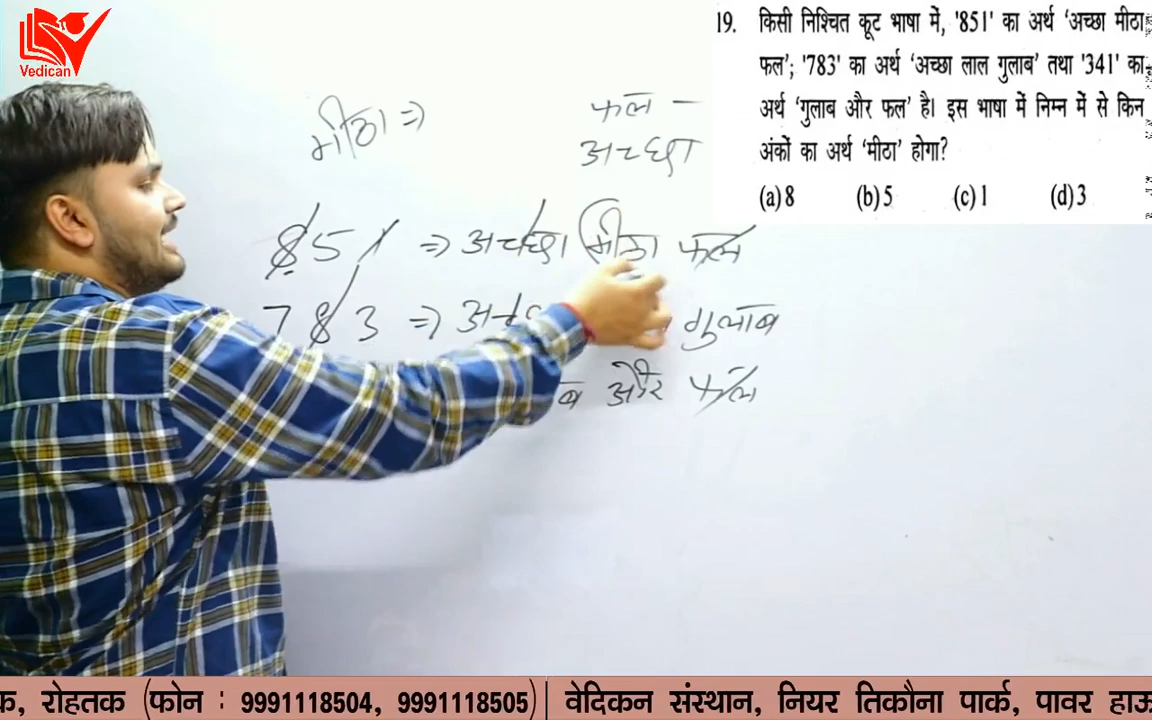 Vedican
19. किसी निश्चित कूट भाषा में, '851' का अर्थ 'अच्छा मीठा
फल'; '783' का अर्थ 'अच्छा लाल गुलाब' तथा '341' का
अर्थ 'गुलाब और फल' है। इस भाषा में निम्न में से किन
अंकों का अर्थ 'मीठा' होगा?
(a) 8 (b) 5 (c) 1 (d) 3
मीठा ⇒ फल –
अच्छा
851 ⇒ अच्छा मीठा फल
783 ⇒ गुलाब
और फल
क, रोहतक (फोन : 9991118504, 9991118505) | वेदिकन संस्थान, नियर तिकौना पार्क, पावर हाऊ